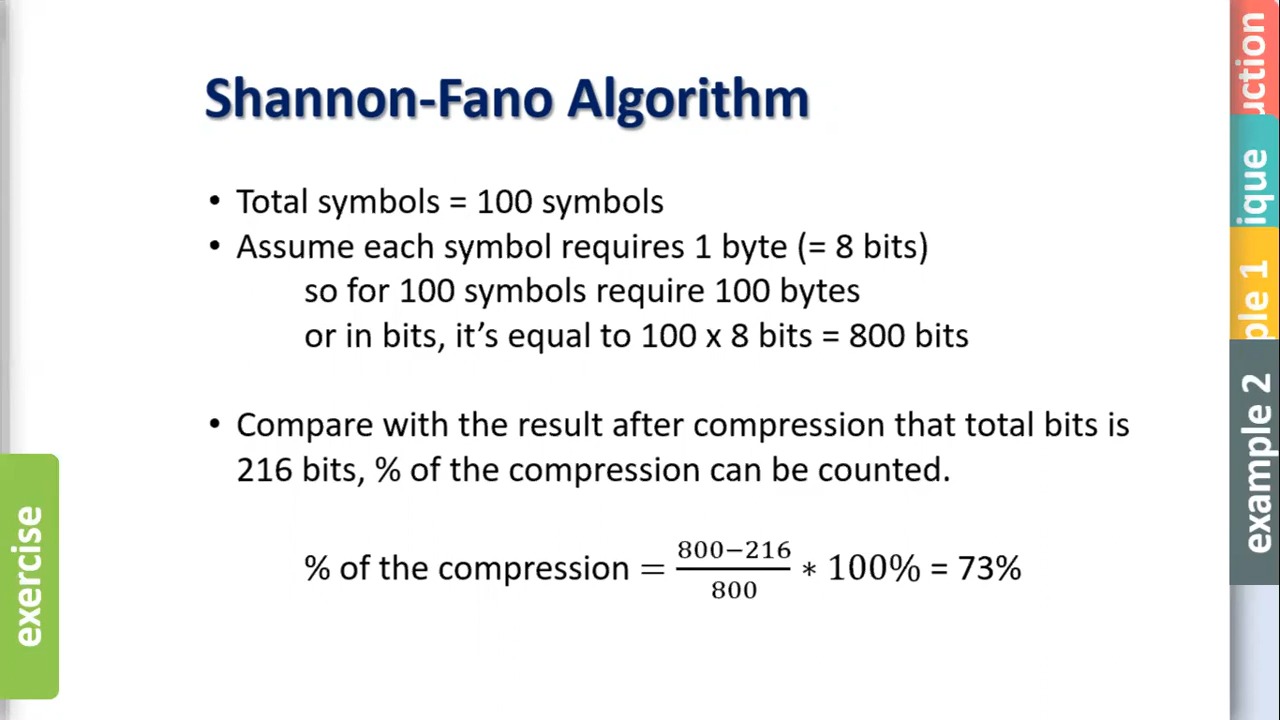 Shannon-Fano Algorithm
• Total symbols = 100 symbols
• Assume each symbol requires 1 byte (= 8 bits)
so for 100 symbols require 100 bytes
or in bits, it's equal to 100 x 8 bits = 800 bits
• Compare with the result after compression that total bits is
216 bits, % of the compression can be counted.
% of the compression = \frac{800−216}{800} ∗ 100% = 73%
exercise
uction
ique
ple 1
example 2